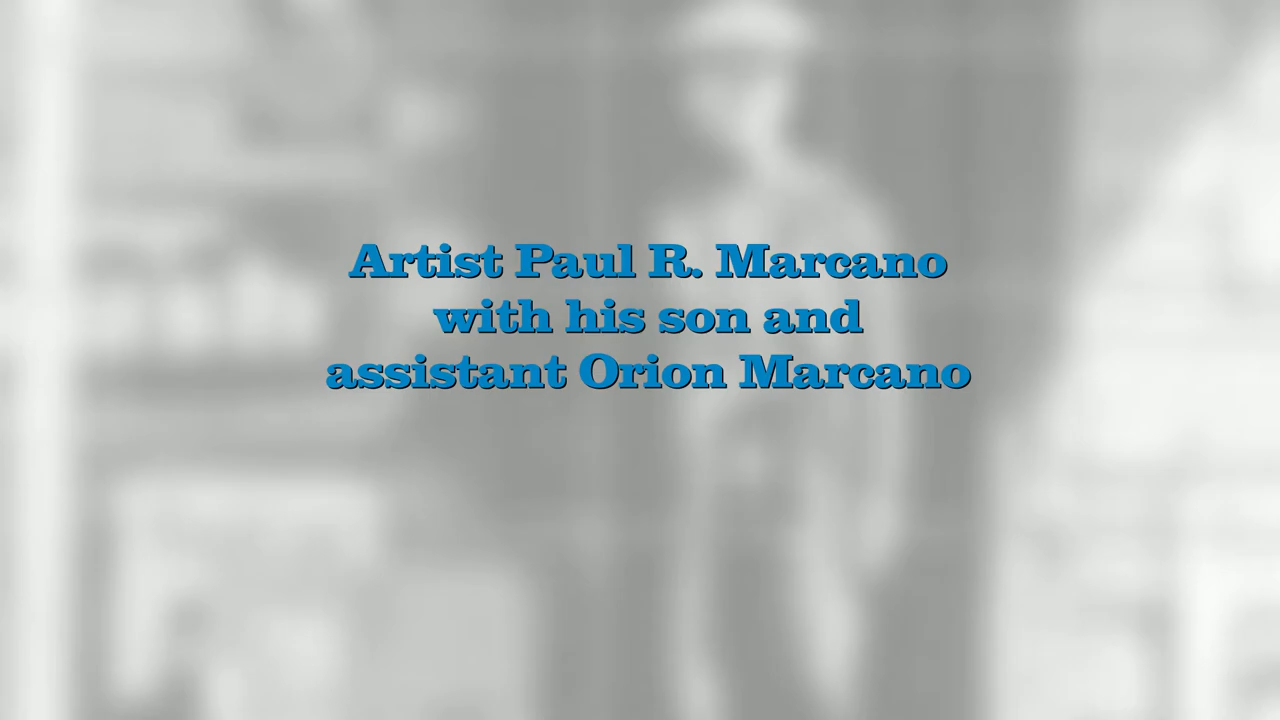 Artist Paul R. Marcano
with his son and
assistant Orion Marcano